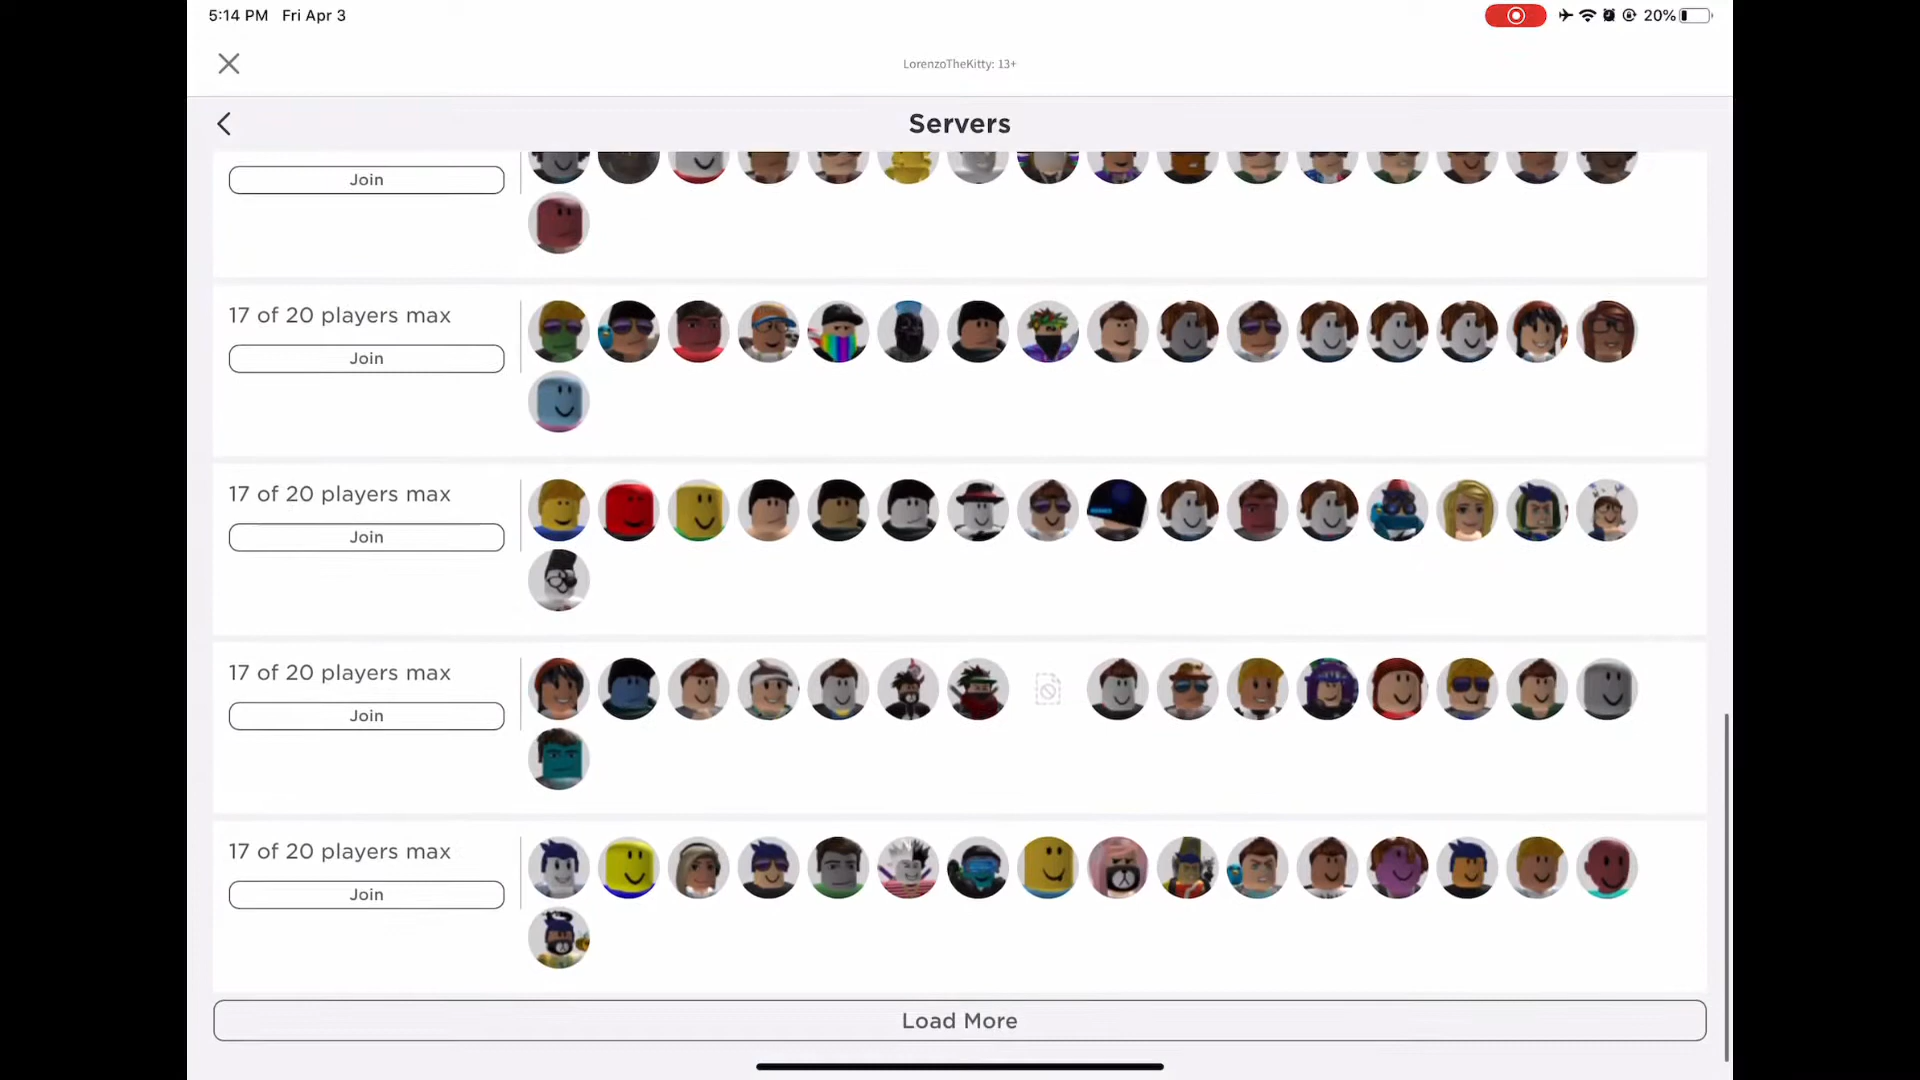 5:14 PM Fri Apr 3
20%
LorenzoTheKitty: 13+
Servers
Join
17 of 20 players max
Join
17 of 20 players max
Join
17 of 20 players max
Join
17 of 20 players max
Join
Load More